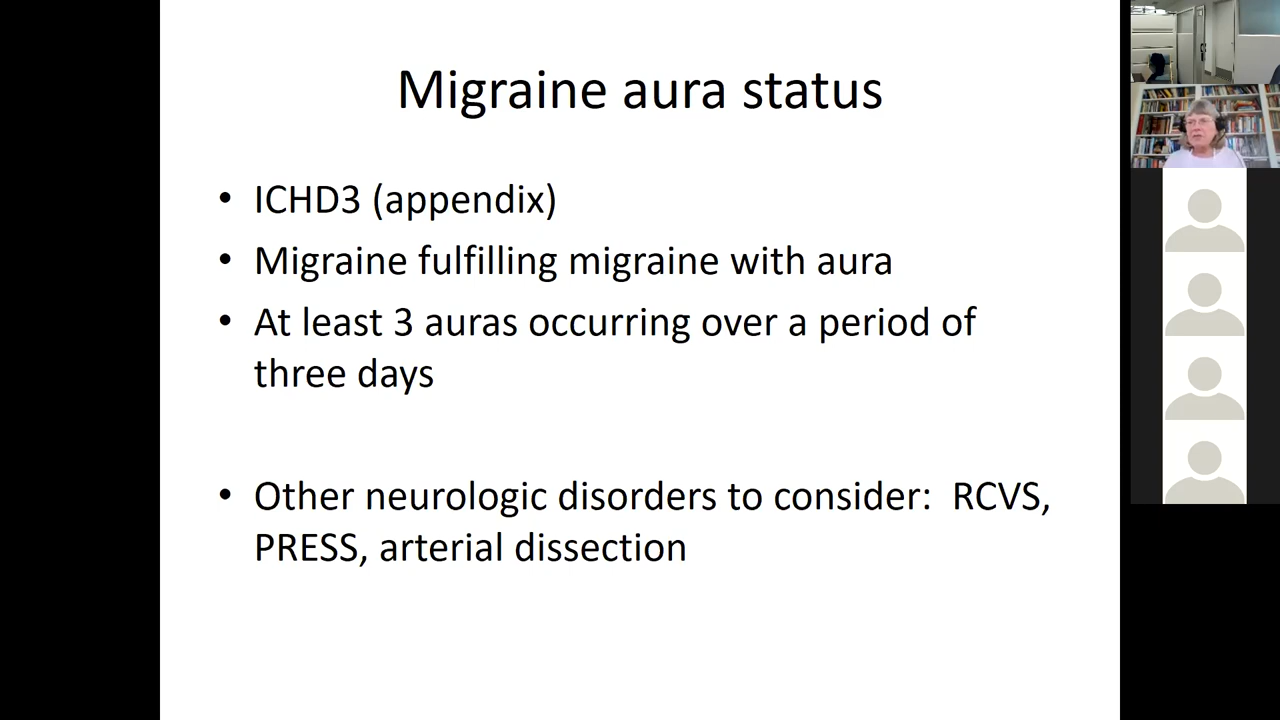 Migraine aura status
• ICHD3 (appendix)
• Migraine fulfilling migraine with aura
• At least 3 auras occurring over a period of
three days
• Other neurologic disorders to consider:  RCVS,
PRESS, arterial dissection